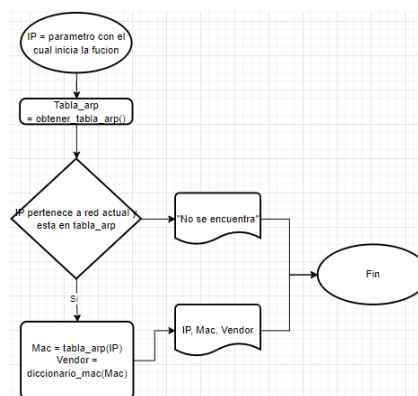 IP = parametro con el
cual inicia la fucion
Tabla_arp
= obtener_tabla_arp()
IP pertenece a red actual y
esta en tabla_arp
"No se encuentra"
Fin
Si
Mac = tabla_arp(IP)
Vendor =
diccionario_mac(Mac)
IP, Mac, Vendor